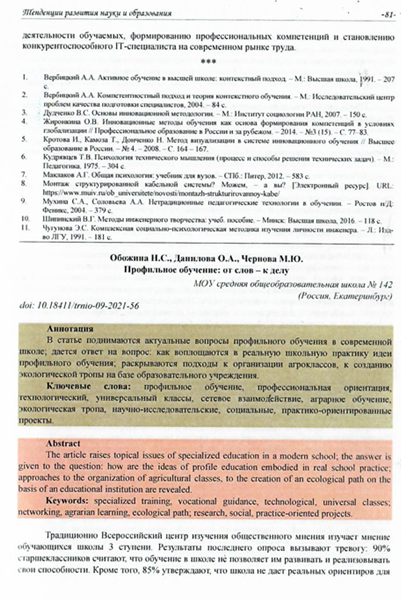 Тенденции развития науки и образования
-81-
деятельности обучаемых, формированию профессиональных компетенций и становлению
конкурентоспособного IT-специалиста на современном рынке труда.
***
1. Вербицкий А.А. Активное обучение в высшей школе: контекстный подход. – М.: Высшая школа, 1991. – 207
с.
2. Вербицкий А.А. Компетентностный подход и теория контекстного обучения. – М.: Исследовательский центр
проблем качества подготовки специалистов, 2004. – 84 с.
3. Дудченко В.С. Основы инновационной методологии. – М.: Институт социологии РАН, 2007. – 150 с.
4. Жиронкина О.В. Инновационные методы обучения как основа формирования компетенций в условиях
глобализации // Профессиональное образование в России и за рубежом. – 2014. – №3 (15). – С. 77-83.
5. Кротова И., Камоза Т., Донченко Н. Метод визуализации в системе инновационного обучения // Высшее
образование в России. – № 4. – 2008. – С. 164 – 167.
6. Кудрявцев Т.В. Психология технического мышления (процесс и способы решения технических задач). – М.:
Педагогика, 1975. – 304 с.
7. Маклаков А.Г. Общая психология: учебник для вузов. – СПб.: Питер, 2012. – 583 с.
8. Монтаж структурированной кабельной системы? Можем, – а вы? [Электронный ресурс] URL:
9. Мухина С.А., Соловьева А.А. Нетрадиционные педагогические технологии в обучении. – Ростов н/Д:
Феникс, 2004. – 379 с.
10. Шипинский В.Г. Методы инженерного творчества: учеб. пособие. – Минск: Высшая школа, 2016. – 118 с.
11. Чугунова Э.С. Комплексная социально-психологическая методика изучения личности инженера. – Л.: Изд-
во ЛГУ, 1991. – 181 с.
Обожина Н.С., Данилова О.А., Чернова М.Ю.
Профильное обучение: от слов – к делу
МОУ средняя общеобразовательная школа № 142
(Россия, Екатеринбург)
doi: 10.18411/trnio-09-2021-56
Аннотация
В статье поднимаются актуальные вопросы профильного обучения в современной
школе; дается ответ на вопрос: как воплощаются в реальную школьную практику идеи
профильного обучения; раскрываются подходы к организации агроклассов, к созданию
экологической тропы на базе образовательного учреждения.
Ключевые слова: профильное обучение, профессиональная ориентация,
технологический, универсальный классы, сетевое взаимодействие, аграрное обучение,
экологическая тропа, научно-исследовательские, социальные, практико-ориентированные
проекты.
Abstract
The article raises topical issues of specialized education in a modern school; the answer is
given to the question: how are the ideas of profile education embodied in real school practice;
approaches to the organization of agricultural classes, to the creation of an ecological path on the
basis of an educational institution are revealed.
Keywords: specialized training, vocational guidance, technological, universal classes;
networking, agrarian learning, ecological path; research, social, practice-oriented projects.
Традиционно Всероссийский центр изучения общественного мнения изучает мнение
обучающихся школы 3 ступени. Результаты последнего опроса вызывают тревогу: 90%
старшеклассников считают, что обучение в школе не позволяет им развивать и реализовывать
свои способности. Кроме того, 85% утверждают, что школа не дает реальных ориентиров для